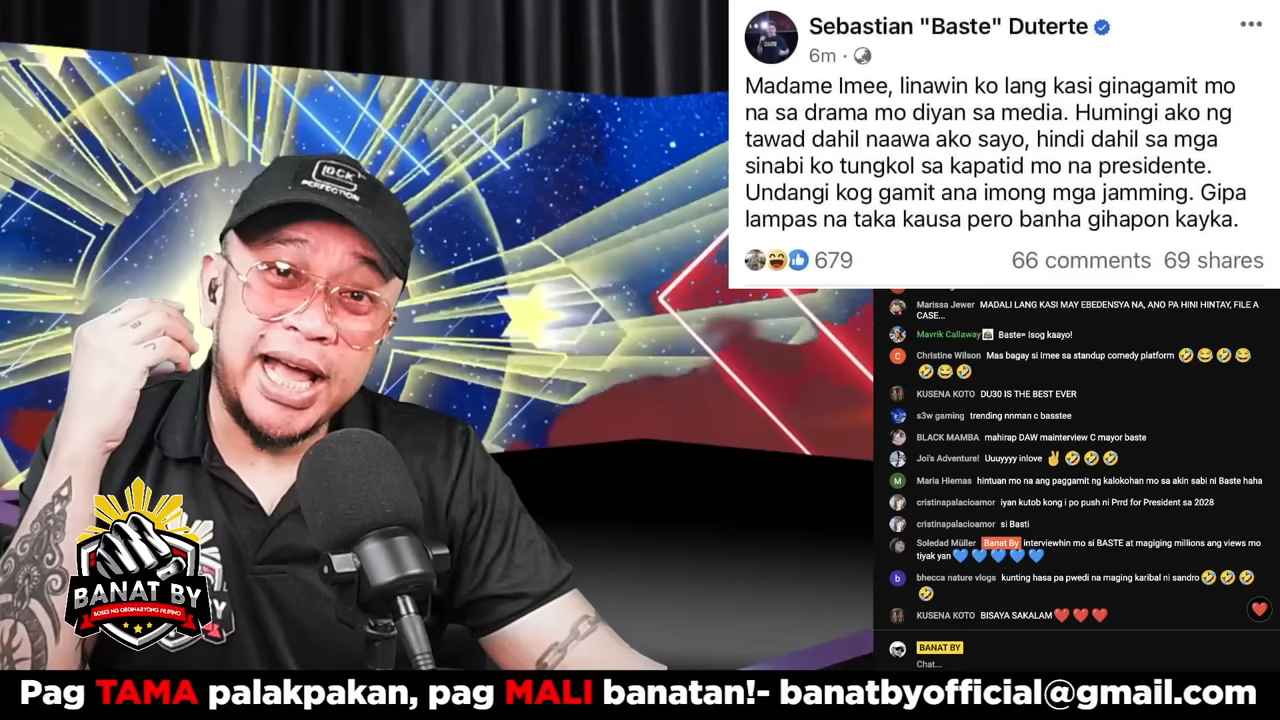 Sebastian "Baste" Duterte
6m ·
Madame Imee, linawin ko lang kasi ginagamit mo
na sa drama mo diyan sa media. Humingi ako ng
tawad dahil naawa ako sayo, hindi dahil sa mga
sinabi ko tungkol sa kapatid mo na presidente.
Undangi kog gamit ana imong mga jamming. Gipa
lampas na taka kausa pero banha gihapon kayka.
679
66 comments 69 shares
GLOCK
PERFECTION
Marissa Jewer MADALI LANG KASI MAY EBEDENSYA NA, ANO PA HINI HINTAY, FILE A
CASE...
Mavrik Callaway Baste= Isog kaayo!
Christine Wilson Mas bagay si Imee sa standup comedy platform 🤣😂🤣😂
🤣😂🤣
KUSENA KOTO DU30 IS THE BEST EVER
s3w gaming trending nnman c basstee
BLACK MAMBA mahirap DAW mainterview C mayor baste
Joi's Adventure! Uuuyyyy inlove ✌🤣🤣🤣
M
Maria Hiemas hintuan mo na ang paggamit ng kalokohan mo sa akin sabi ni Baste haha
cristinapalacioamor iyan kutob kong i po push ni Prrd for President sa 2028
cristinapalacioamor si Basti
Soledad Müller Banat By interviewhin mo si BASTE at magiging millions ang views mo
tiyak yan💙💙💙💙💙
b
bhecca nature vlogs kunting hasa pa pwedi na maging karibal ni sandro🤣🤣🤣
🤣
KUSENA KOTO BISAYA SAKALAM❤❤❤
BANAT BY
Chat...
BANAT BY
BOSES NG ORDINARYONG PILIPINO
Pag TAMA palakpakan, pag MALI banatan!- banatbyofficial@gmail.com